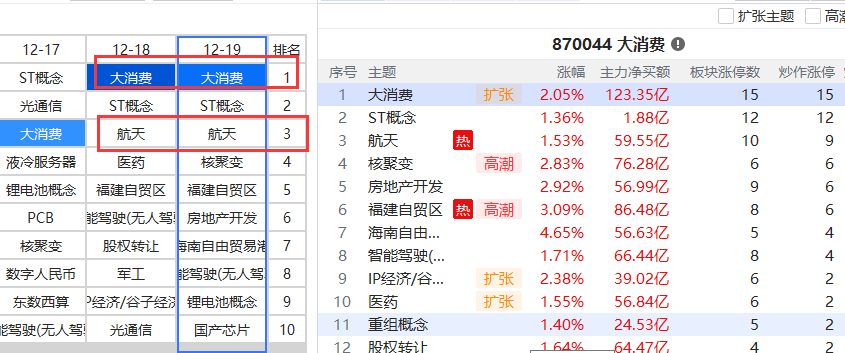 扩张主题 高潮
12-17 12-18 12-19 排名
ST概念 大消费 大消费 1
光通信 ST概念 ST概念 2
大消费 航天 航天 3
液冷服务器 医药 核聚变 4
锂电池概念 福建自贸区 福建自贸区 5
PCB 能驾驶(无人驾 房地产开发 6
核聚变 股权转让 海南自由贸易港 7
数字人民币 军工 能驾驶(无人驾 8
东数西算 IP经济/谷子经济 锂电池概念 9
能驾驶(无人驾 光通信 国产芯片 10
870044 大消费
序号 主题 涨幅 主力净买额 板块涨停数 炒作涨停
1 大消费 扩张 2.05% 123.35亿 15 15
2 ST概念 1.36% 1.88亿 12 12
3 航天 热 1.53% 59.55亿 10 9
4 核聚变 高潮 2.83% 76.28亿 6 6
5 房地产开发 2.92% 56.99亿 9 6
6 福建自贸区 热 高潮 3.09% 86.48亿 8 6
7 海南自由... 4.65% 56.63亿 5 4
8 智能驾驶(... 1.71% 66.44亿 8 4
9 IP经济/谷... 扩张 2.38% 39.02亿 6 2
10 医药 扩张 1.55% 56.84亿 6 2
11 重组概念 1.40% 24.53亿 5 2
12 股权转让 1.64% 64.47亿 4 2